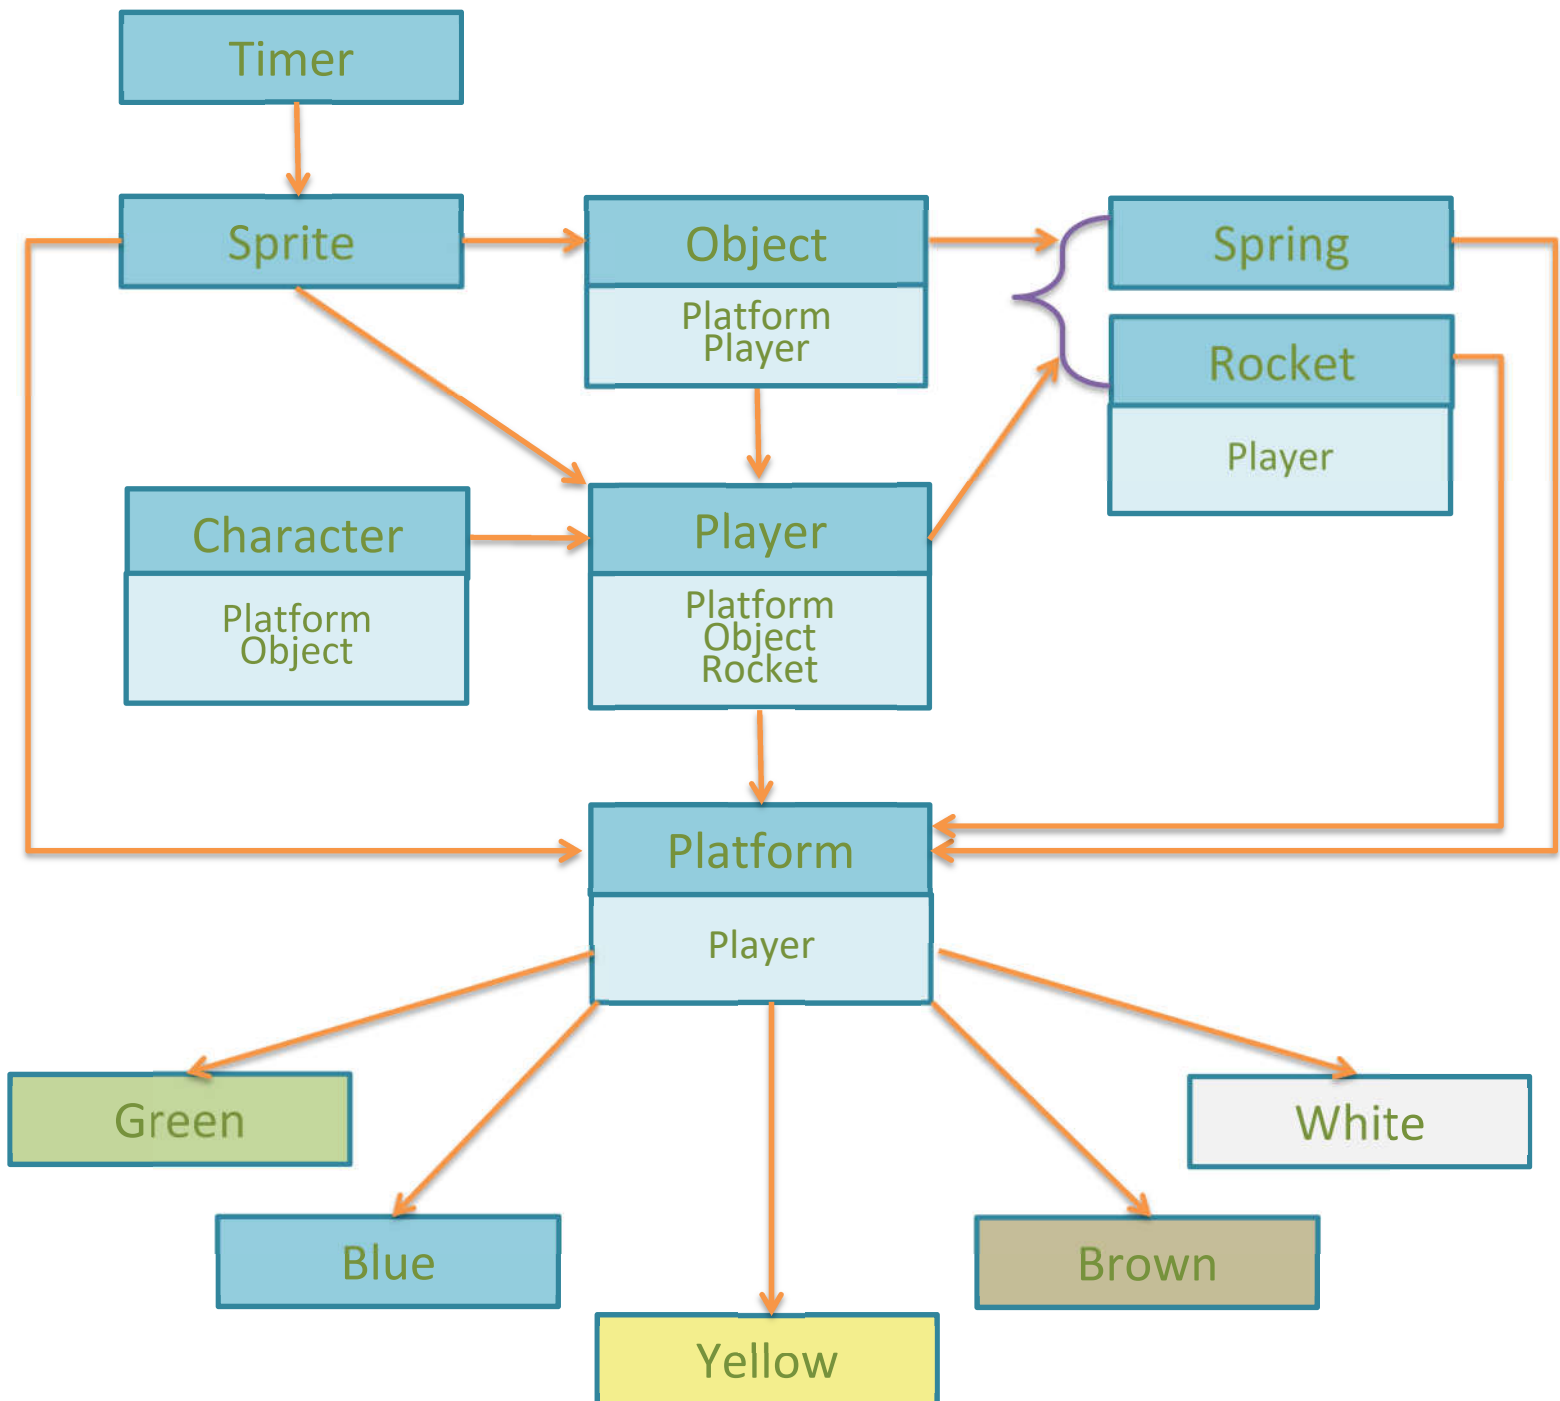 Timer
Sprite
Object
Platform
Player
Spring
Rocket
Player
Character
Platform
Object
Player
Platform
Object
Rocket
Platform
Player
Green
White
Blue
Brown
Yellow